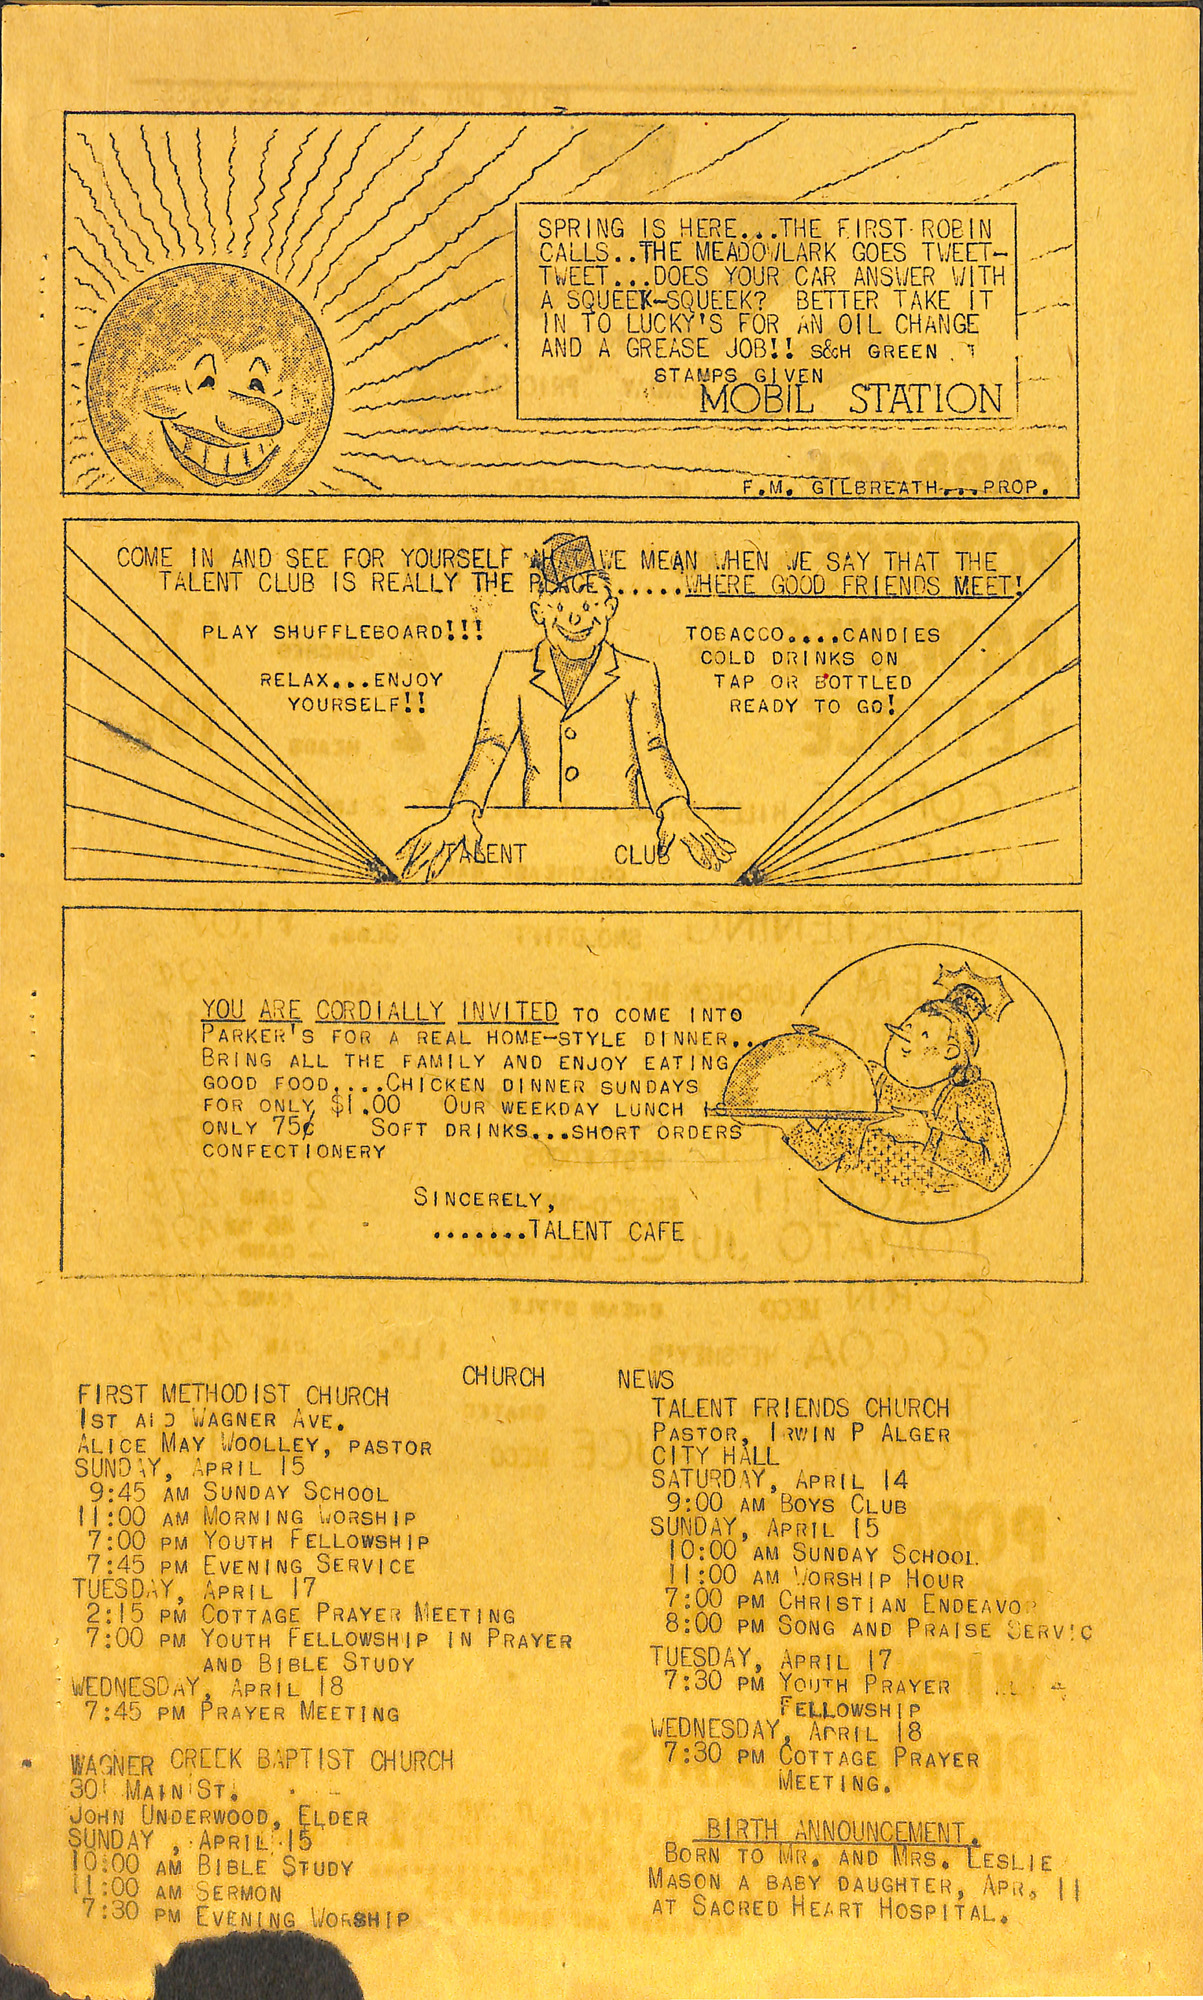 SPRING IS HERE...THE FIRST ROBIN
CALLS..THE MEADOWLARK GOES TWEET-
TWEET...DOES YOUR CAR ANSWER WITH
A SQUEEK-SQUEEK? BETTER TAKE IT
IN TO LUCKY'S FOR AN OIL CHANGE
AND A GREASE JOB!! S&H GREEN
STAMPS GIVEN
MOBIL STATION
F.M. GILBREATH...PROP.
COME IN AND SEE FOR YOURSELF WE MEAN WHEN WE SAY THAT THE
TALENT CLUB IS REALLY THE PLACE.....WHERE GOOD FRIENDS MEET!
PLAY SHUFFLEBOARD!!!
RELAX...ENJOY
YOURSELF!!
TOBACCO....CANDIES
COLD DRINKS ON
TAP OR BOTTLED
READY TO GO!
TALENT CLUB
YOU ARE CORDIALLY INVITED TO COME INTO
PARKER'S FOR A REAL HOME-STYLE DINNER..
BRING ALL THE FAMILY AND ENJOY EATING
GOOD FOOD....CHICKEN DINNER SUNDAYS
FOR ONLY $1.00 OUR WEEKDAY LUNCH IS
ONLY 75¢ SOFT DRINKS...SHORT ORDERS
CONFECTIONERY
SINCERELY,
.......TALENT CAFE
CHURCH NEWS
FIRST METHODIST CHURCH
1ST AND WAGNER AVE.
ALICE MAY WOOLLEY, PASTOR
SUNDAY, APRIL 15
9:45 AM SUNDAY SCHOOL
11:00 AM MORNING WORSHIP
7:00 PM YOUTH FELLOWSHIP
7:45 PM EVENING SERVICE
TUESDAY, APRIL 17
2:15 PM COTTAGE PRAYER MEETING
7:00 PM YOUTH FELLOWSHIP IN PRAYER
AND BIBLE STUDY
WEDNESDAY, APRIL 18
7:45 PM PRAYER MEETING
WAGNER CREEK BAPTIST CHURCH
301 MAIN ST.
JOHN UNDERWOOD, ELDER
SUNDAY , APRIL 15
10:00 AM BIBLE STUDY
11:00 AM SERMON
7:30 PM EVENING WORSHIP
TALENT FRIENDS CHURCH
PASTOR, IRWIN P ALGER
CITY HALL
SATURDAY, APRIL 14
9:00 AM BOYS CLUB
SUNDAY, APRIL 15
10:00 AM SUNDAY SCHOOL
11:00 AM WORSHIP HOUR
7:00 PM CHRISTIAN ENDEAVOR
8:00 PM SONG AND PRAISE SERVIC
TUESDAY, APRIL 17
7:30 PM YOUTH PRAYER
FELLOWSHIP
WEDNESDAY, APRIL 18
7:30 PM COTTAGE PRAYER
MEETING.
BIRTH ANNOUNCEMENT.
BORN TO MR. AND MRS. LESLIE
MASON A BABY DAUGHTER, APR. 11
AT SACRED HEART HOSPITAL.